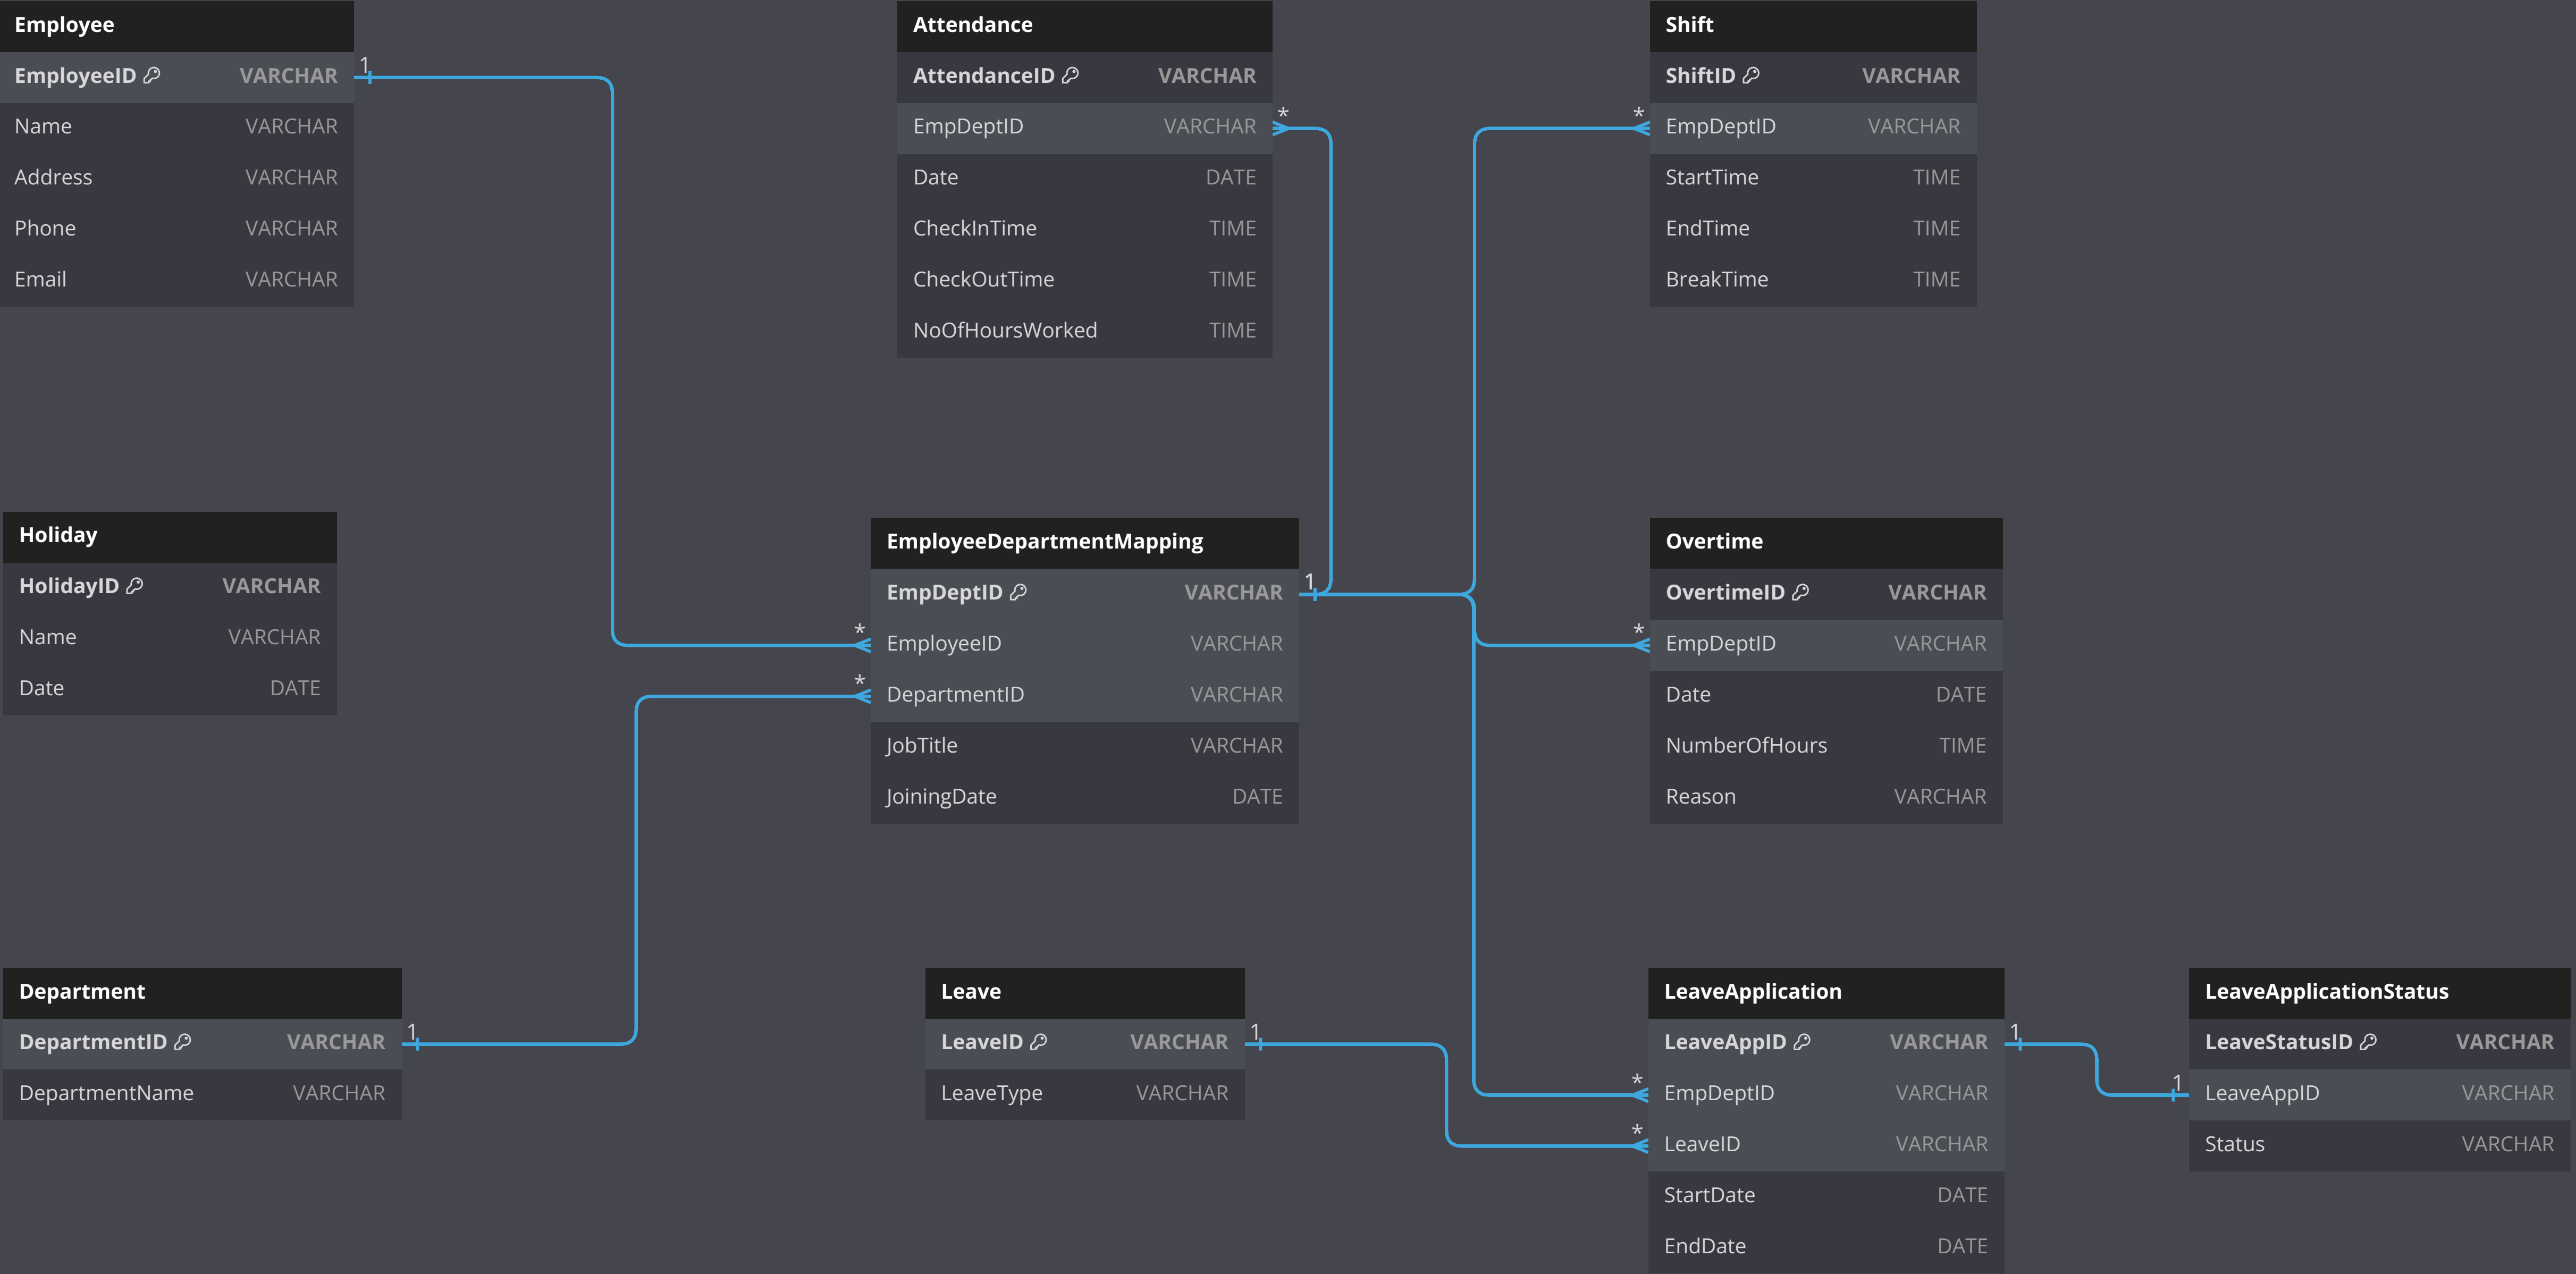 Employee
EmployeeID VARCHAR
Name VARCHAR
Address VARCHAR
Phone VARCHAR
Email VARCHAR
1
Attendance
AttendanceID VARCHAR
EmpDeptID VARCHAR
Date DATE
CheckInTime TIME
CheckOutTime TIME
NoOfHoursWorked TIME
*
Shift
ShiftID VARCHAR
EmpDeptID VARCHAR
StartTime TIME
EndTime TIME
BreakTime TIME
*
Holiday
HolidayID VARCHAR
Name VARCHAR
Date DATE
EmployeeDepartmentMapping
EmpDeptID VARCHAR
EmployeeID VARCHAR
DepartmentID VARCHAR
JobTitle VARCHAR
JoiningDate DATE
*
*
1
Overtime
OvertimeID VARCHAR
EmpDeptID VARCHAR
Date DATE
NumberOfHours TIME
Reason VARCHAR
*
Department
DepartmentID VARCHAR
DepartmentName VARCHAR
1
Leave
LeaveID VARCHAR
LeaveType VARCHAR
1
LeaveApplication
LeaveAppID VARCHAR
EmpDeptID VARCHAR
LeaveID VARCHAR
StartDate DATE
EndDate DATE
*
*
1
LeaveApplicationStatus
LeaveStatusID VARCHAR
LeaveAppID VARCHAR
Status VARCHAR
1